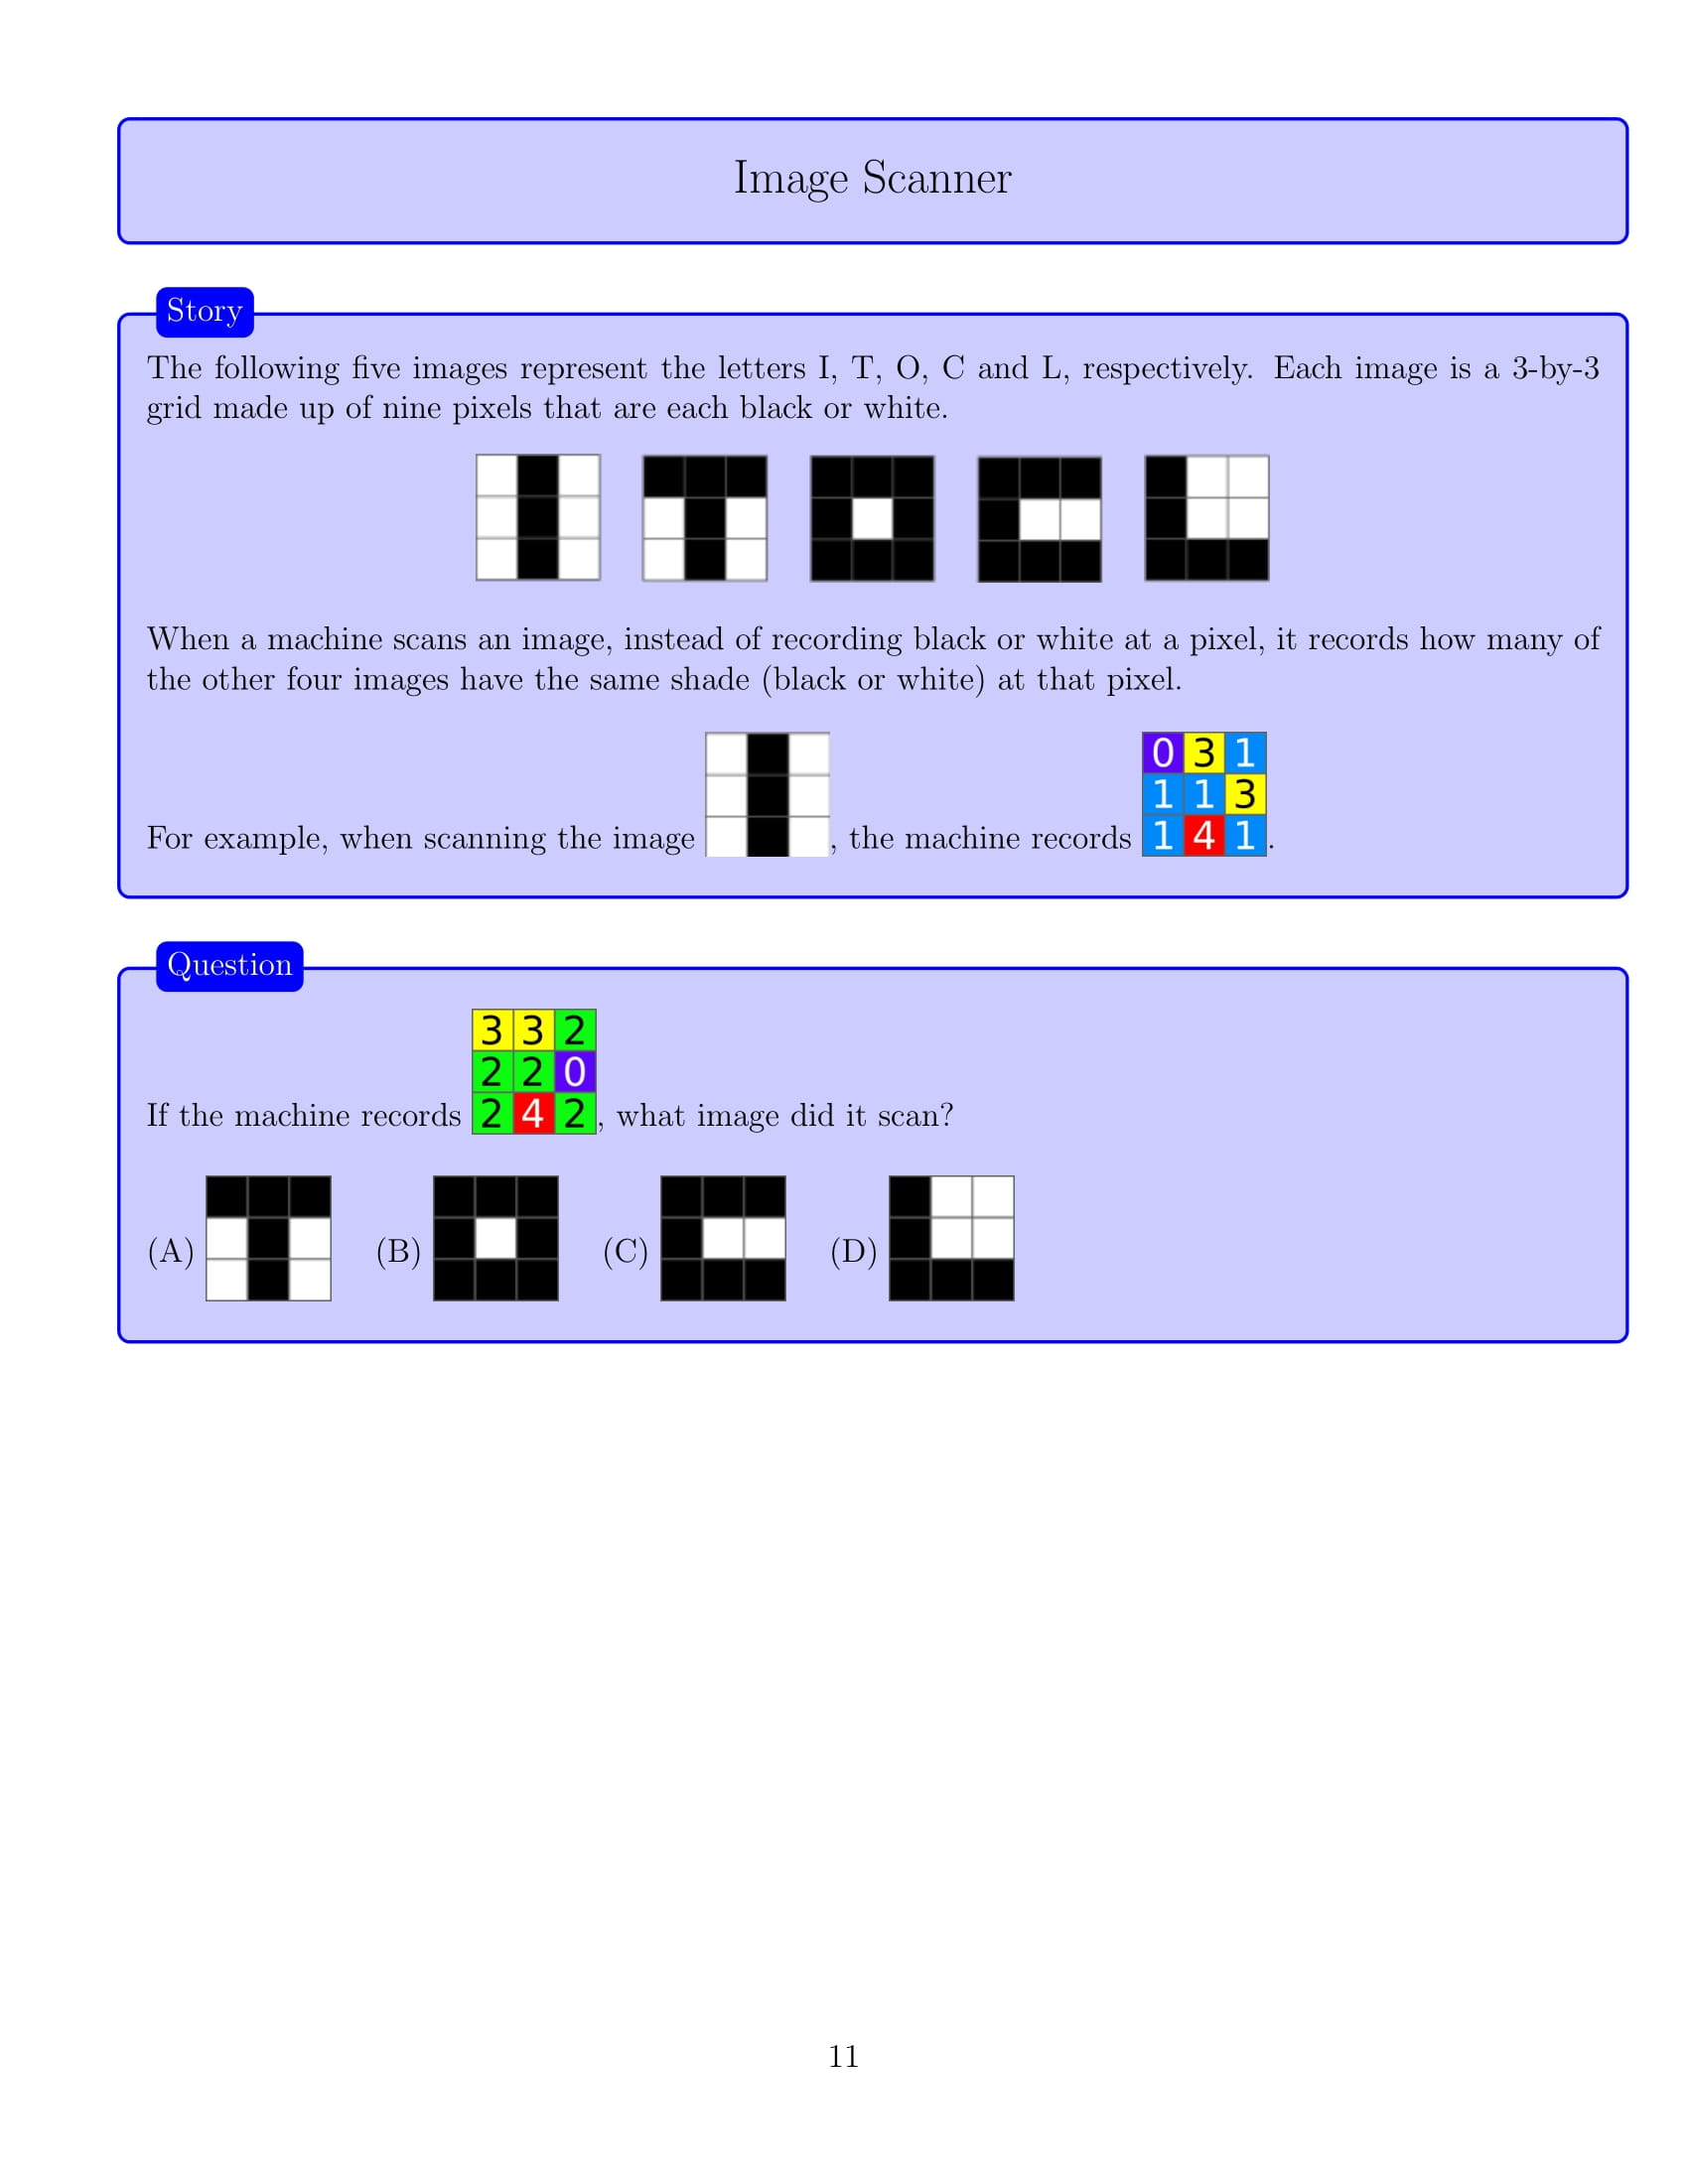 Image Scanner
Story
The following five images represent the letters I, T, O, C and L, respectively. Each image is a 3-by-3
grid made up of nine pixels that are each black or white.
When a machine scans an image, instead of recording black or white at a pixel, it records how many of
the other four images have the same shade (black or white) at that pixel.
0 3 1
1 1 3
For example, when scanning the image , the machine records 1 4 1 .
Question
3 3 2
2 2 0
If the machine records 2 4 2 , what image did it scan?
(A) (B) (C) (D)
11